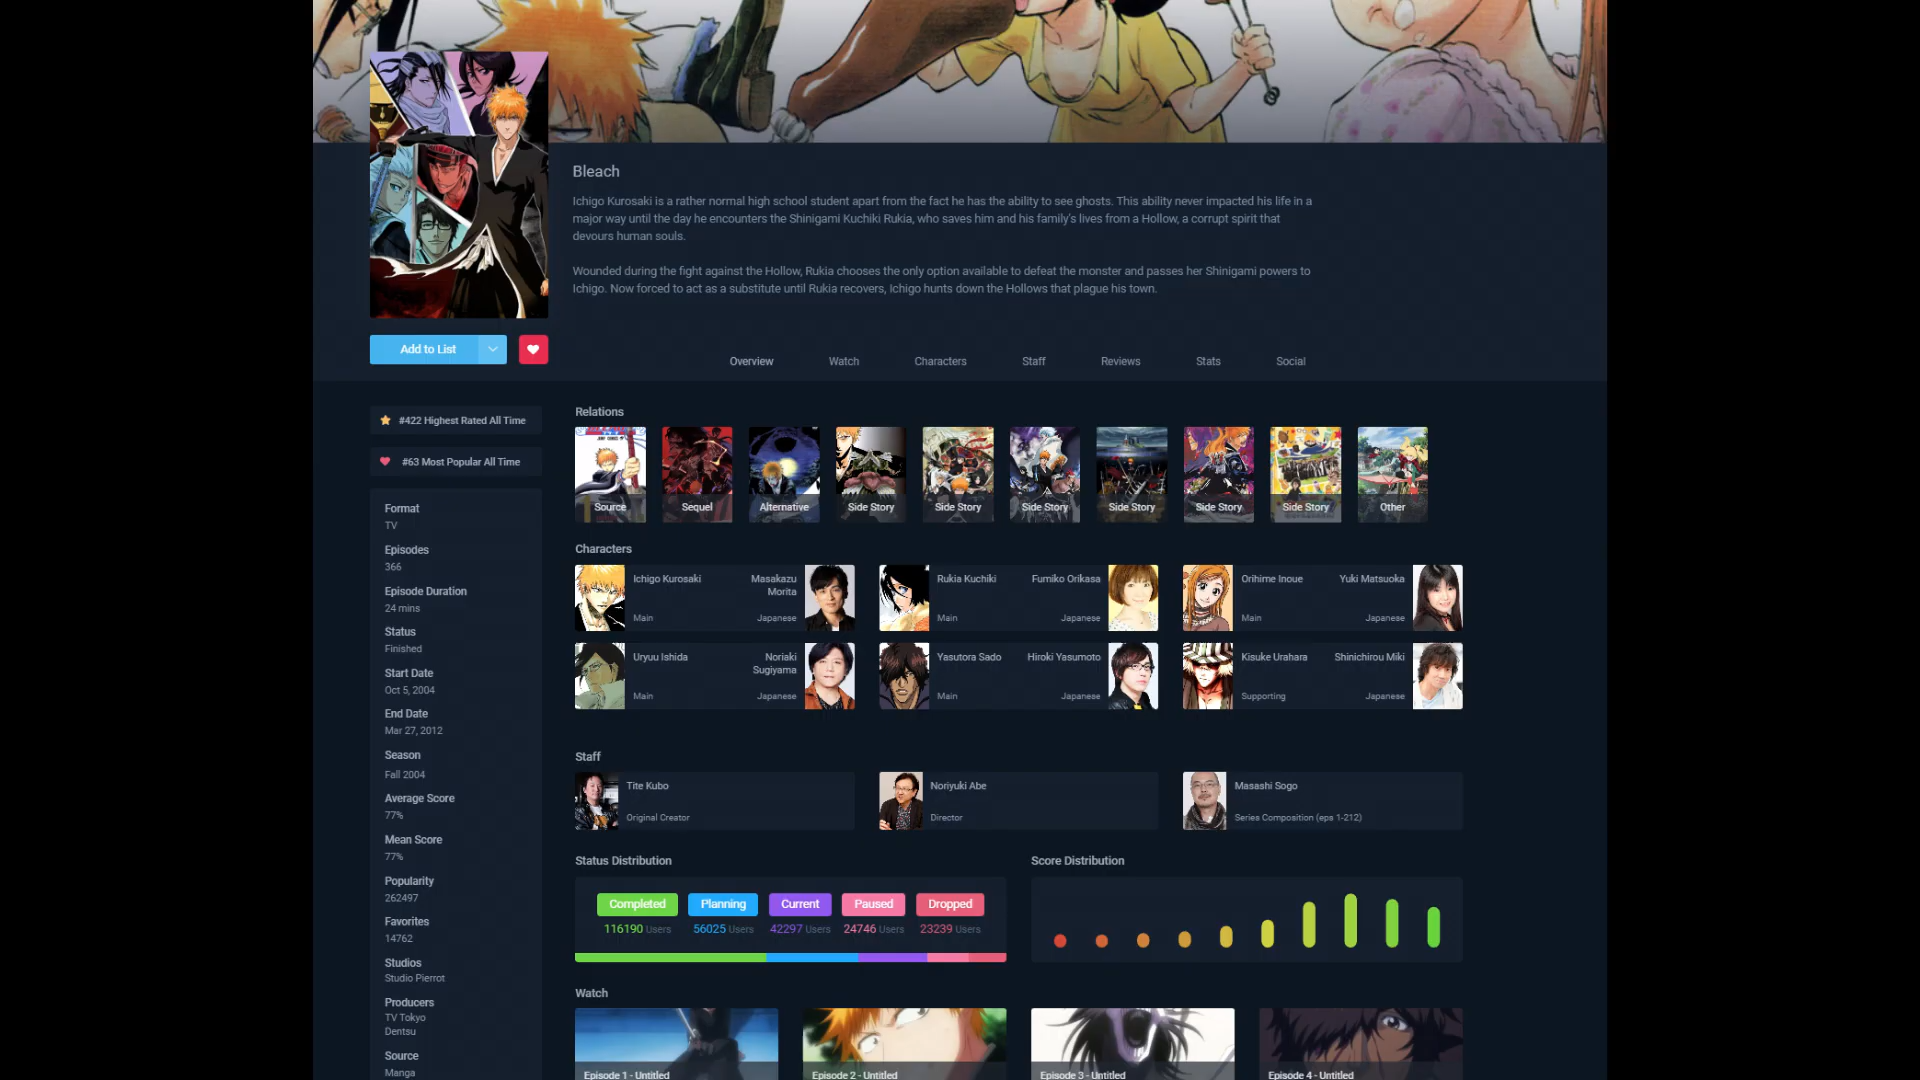 Bleach
Ichigo Kurosaki is a rather normal high school student apart from the fact he has the ability to see ghosts. This ability never impacted his life in a
major way until the day he encounters the Shinigami Kuchiki Rukia, who saves him and his family's lives from a Hollow, a corrupt spirit that
devours human souls.
Wounded during the fight against the Hollow, Rukia chooses the only option available to defeat the monster and passes her Shinigami powers to
Ichigo. Now forced to act as a substitute until Rukia recovers, Ichigo hunts down the Hollows that plague his town.
Add to List
Overview Watch Characters Staff Reviews Stats Social
#422 Highest Rated All Time
#63 Most Popular All Time
Format
TV
Episodes
366
Episode Duration
24 mins
Status
Finished
Start Date
Oct 5, 2004
End Date
Mar 27, 2012
Season
Fall 2004
Average Score
77%
Mean Score
77%
Popularity
262497
Favorites
14762
Studios
Studio Pierrot
Producers
TV Tokyo
Dentsu
Source
Manga
Relations
Source Sequel Alternative Side Story Side Story Side Story Side Story Side Story Side Story Other
Characters
Ichigo Kurosaki
Main
Masakazu
Morita
Japanese
Rukia Kuchiki
Main
Fumiko Orikasa
Japanese
Orihime Inoue
Main
Yuki Matsuoka
Japanese
Uryuu Ishida
Main
Noriaki
Sugiyama
Japanese
Yasutora Sado
Main
Hiroki Yasumoto
Japanese
Kisuke Urahara
Supporting
Shinichirou Miki
Japanese
Staff
Tite Kubo
Original Creator
Noriyuki Abe
Director
Masashi Sogo
Series Composition (eps 1-212)
Status Distribution
Completed Planning Current Paused Dropped
116190 Users 56025 Users 42297 Users 24746 Users 23239 Users
Score Distribution
Watch
Episode 1 - Untitled
Episode 2 - Untitled
Episode 3 - Untitled
Episode 4 - Untitled